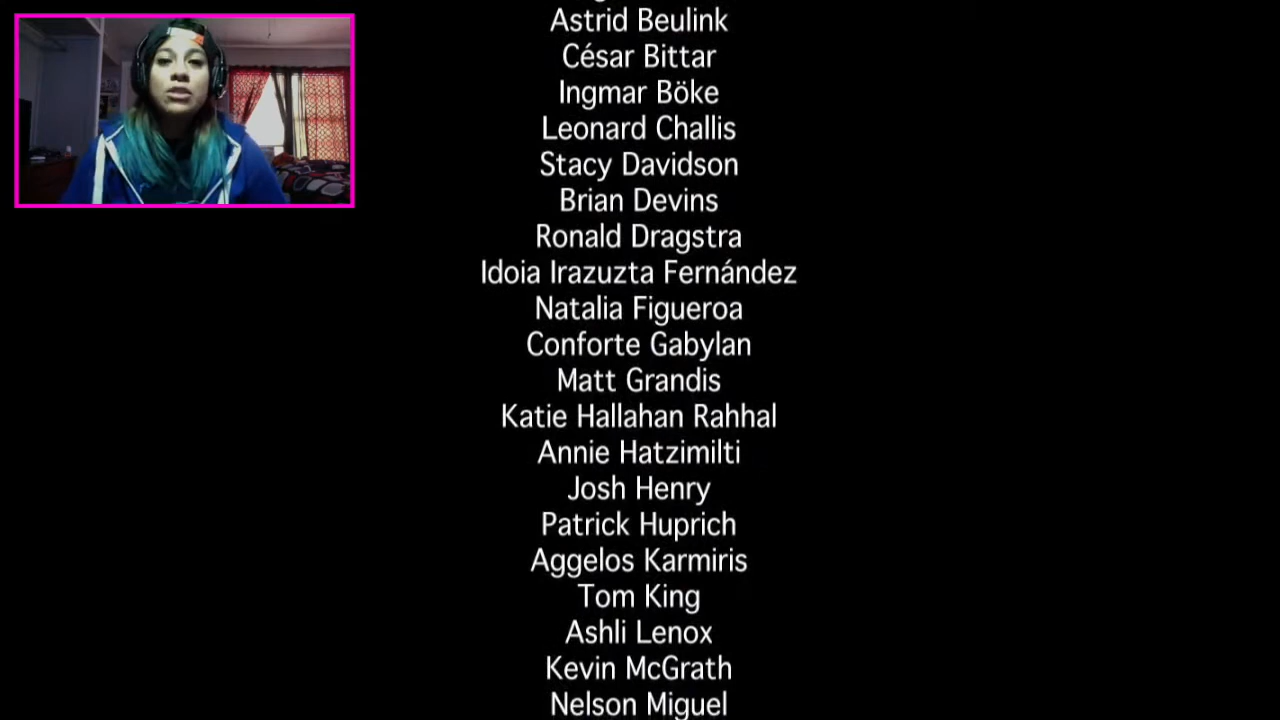 Astrid Beulink
César Bittar
Ingmar Böke
Leonard Challis
Stacy Davidson
Brian Devins
Ronald Dragstra
Idoia Irazuzta Fernández
Natalia Figueroa
Conforte Gabylan
Matt Grandis
Katie Hallahan Rahhal
Annie Hatzimilti
Josh Henry
Patrick Huprich
Aggelos Karmiris
Tom King
Ashli Lenox
Kevin McGrath
Nelson Miguel